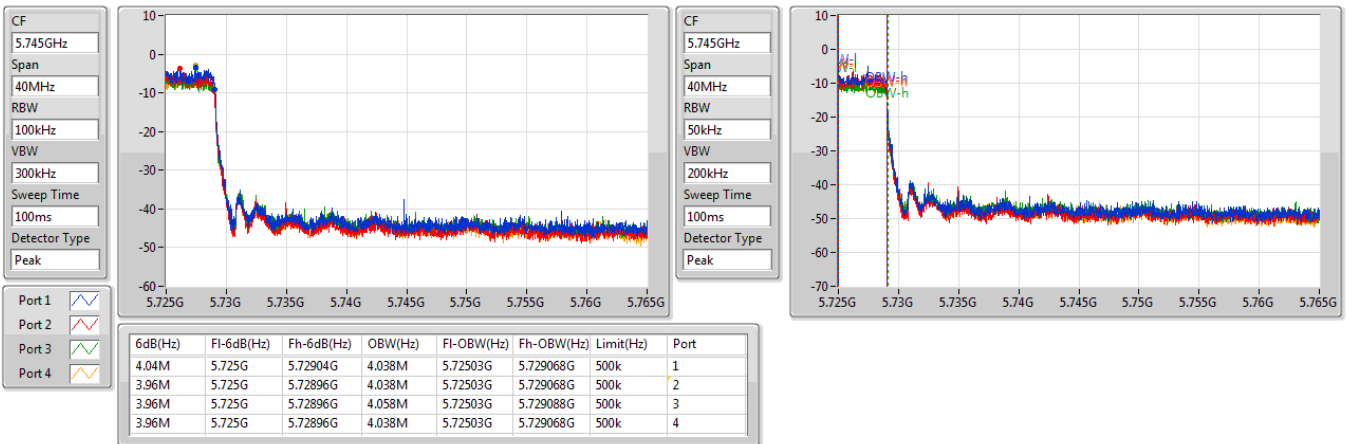 CF
5.745GHz
Span
40MHz
RBW
100kHz
VBW
300kHz
Sweep Time
100ms
Detector Type
Peak
10
0
-10
-20
-30
-40
-50
-60
5.725G 5.73G 5.735G 5.74G 5.745G 5.75G 5.755G 5.76G 5.765G
CF
5.745GHz
Span
40MHz
RBW
50kHz
VBW
200kHz
Sweep Time
100ms
Detector Type
Peak
10
0
-10
-20
-30
-40
-50
-60
-70
OBW-h
5.725G 5.73G 5.735G 5.74G 5.745G 5.75G 5.755G 5.76G 5.765G
Port 1
Port 2
Port 3
Port 4
6dB(Hz) Fl-6dB(Hz) Fh-6dB(Hz) OBW(Hz) Fl-OBW(Hz) Fh-OBW(Hz) Limit(Hz) Port
4.04M 5.725G 5.72904G 4.038M 5.72503G 5.729068G 500k 1
3.96M 5.725G 5.72896G 4.038M 5.72503G 5.729068G 500k 2
3.96M 5.725G 5.72896G 4.058M 5.72503G 5.729088G 500k 3
3.96M 5.725G 5.72896G 4.038M 5.72503G 5.729068G 500k 4